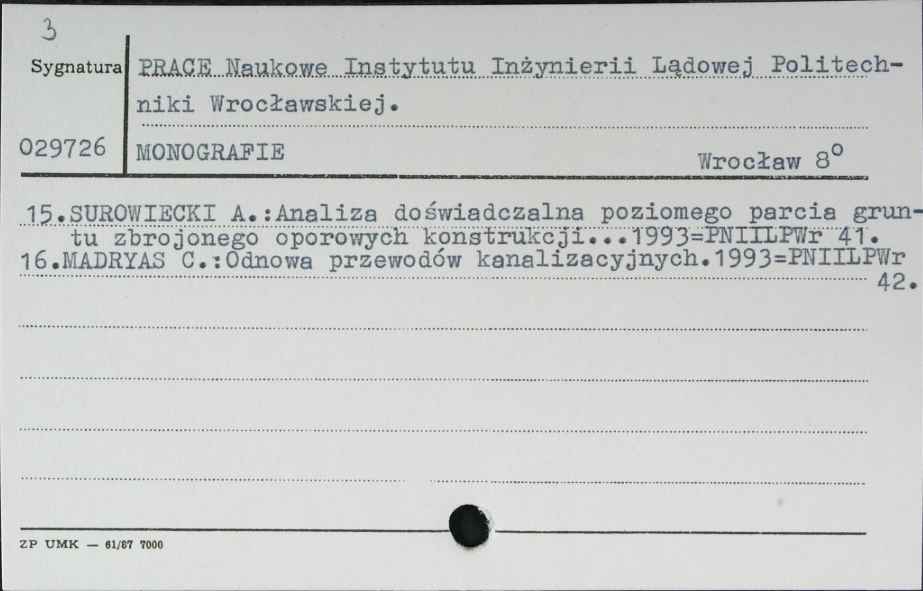 3
Sygnatura
PRACE Naukowe Instytutu Inżynierii Lądowej Politech-
niki Wrocławskiej.
029726
MONOGRAFIE
Wrocław 8°
15.SUROWIECKI A.:Analiza doświadczalna poziomego parcia grun-
tu zbrojonego oporowych konstrukcji...1993=PNIILPWr 41.
16.MADRYAS C.:Odnowa przewodów kanalizacyjnych.1993=PNIILPWr
42.
ZP UMK — 61/87 7000